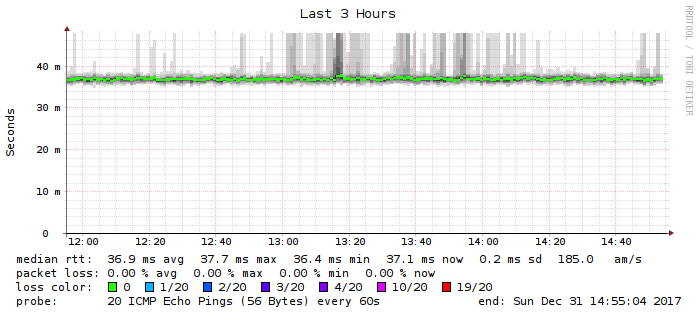 Last 3 Hours
RRDTOOL / TOBI OETIKER
Seconds
40 m
30 m
20 m
10 m
0
12:00 12:20 12:40 13:00 13:20 13:40 14:00 14:20 14:40
median rtt: 36.9 ms avg 37.7 ms max 36.4 ms min 37.1 ms now 0.2 ms sd 185.0 am/s
packet loss: 0.00 % avg 0.00 % max 0.00 % min 0.00 % now
loss color: 0 1/20 2/20 3/20 4/20 10/20 19/20
probe: 20 ICMP Echo Pings (56 Bytes) every 60s end: Sun Dec 31 14:55:04 2017